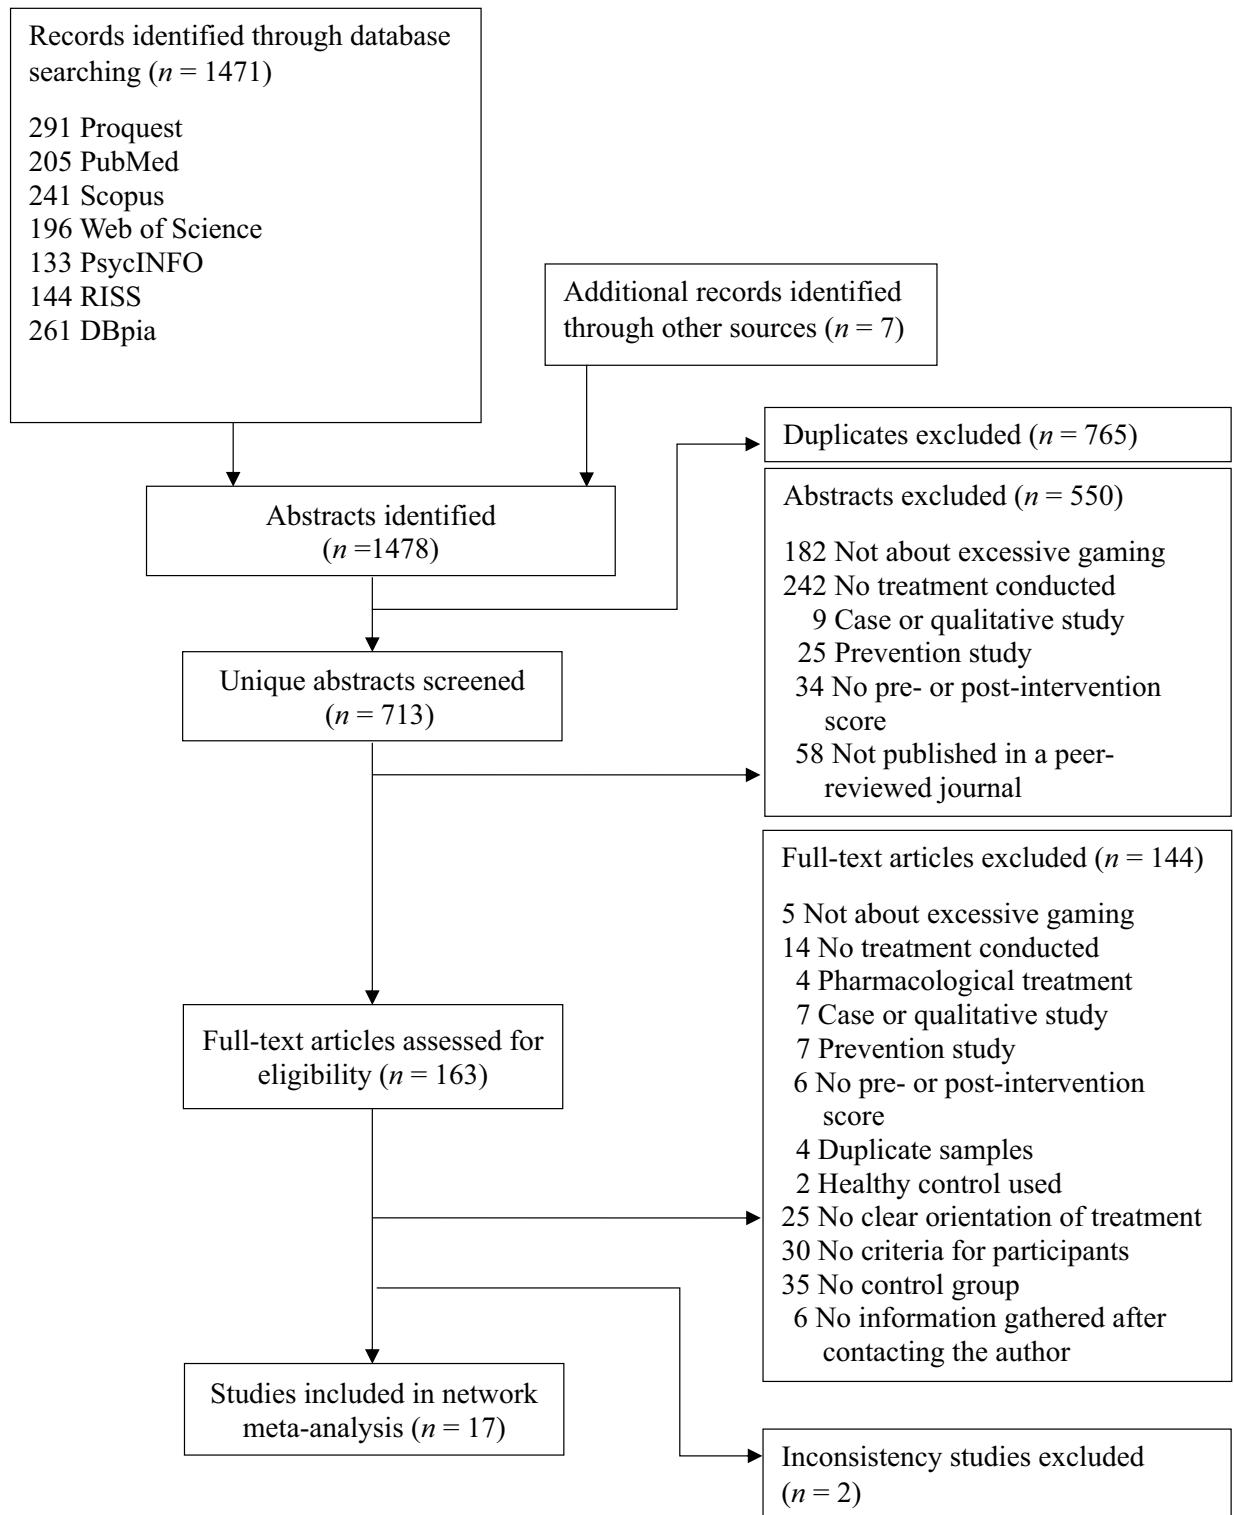 Records identified through database
searching (n = 1471)
291 Proquest
205 PubMed
241 Scopus
196 Web of Science
133 PsycINFO
144 RISS
261 DBpia
Additional records identified
through other sources (n = 7)
Duplicates excluded (n = 765)
Abstracts identified
(n =1478)
Abstracts excluded (n = 550)
182 Not about excessive gaming
242 No treatment conducted
9 Case or qualitative study
25 Prevention study
34 No pre- or post-intervention
score
58 Not published in a peer-
reviewed journal
Unique abstracts screened
(n = 713)
Full-text articles excluded (n = 144)
5 Not about excessive gaming
14 No treatment conducted
4 Pharmacological treatment
7 Case or qualitative study
7 Prevention study
6 No pre- or post-intervention
score
4 Duplicate samples
2 Healthy control used
25 No clear orientation of treatment
30 No criteria for participants
35 No control group
6 No information gathered after
contacting the author
Full-text articles assessed for
eligibility (n = 163)
Studies included in network
meta-analysis (n = 17)
Inconsistency studies excluded
(n = 2)